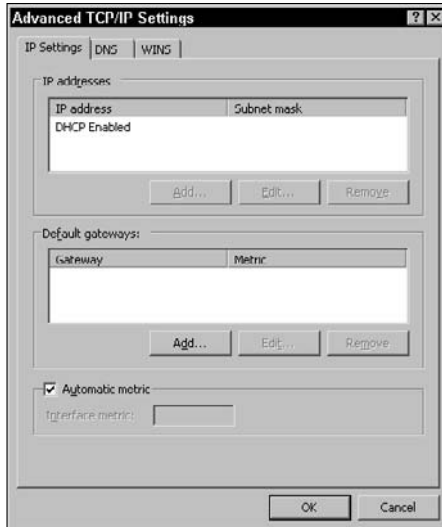 Advanced TCP/IP Settings
IP Settings DNS WINS
IP addresses
IP address Subnet mask
DHCP Enabled
Add... Edit... Remove
Default gateways:
Gateway Metric
Add... Edit... Remove
Automatic metric
Interface metric:
OK Cancel